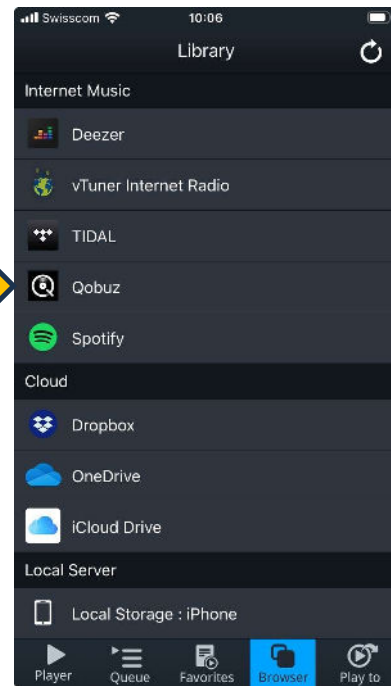 Swisscom 10:06
Library
Internet Music
Deezer
vTuner Internet Radio
TIDAL
Qobuz
Spotify
Cloud
Dropbox
OneDrive
iCloud Drive
Local Server
Local Storage : iPhone
Player Queue Favorites Browser Play to